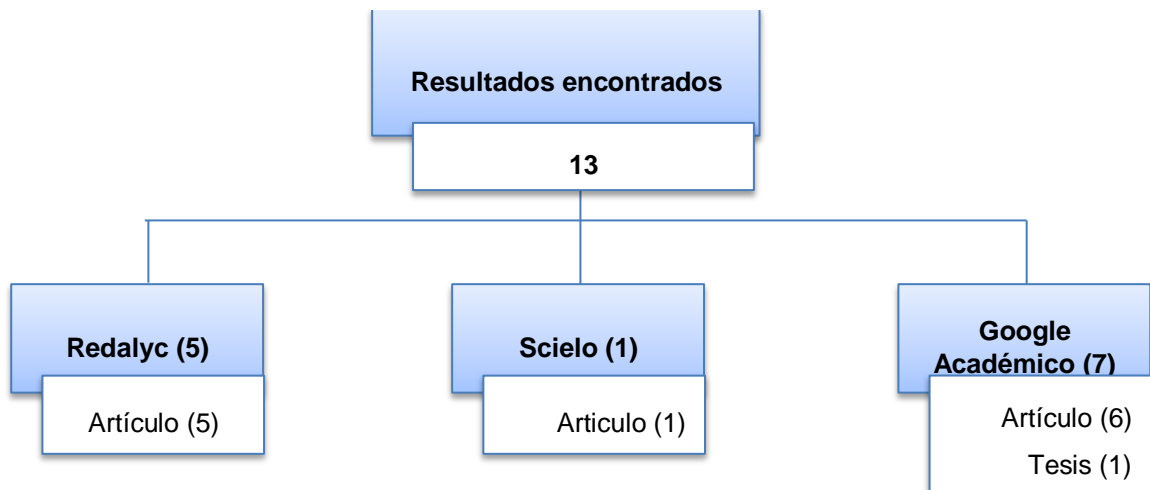 Resultados encontrados
13
Redalyc (5)
Artículo (5)
Scielo (1)
Articulo (1)
Google
Académico (7)
Artículo (6)
Tesis (1)